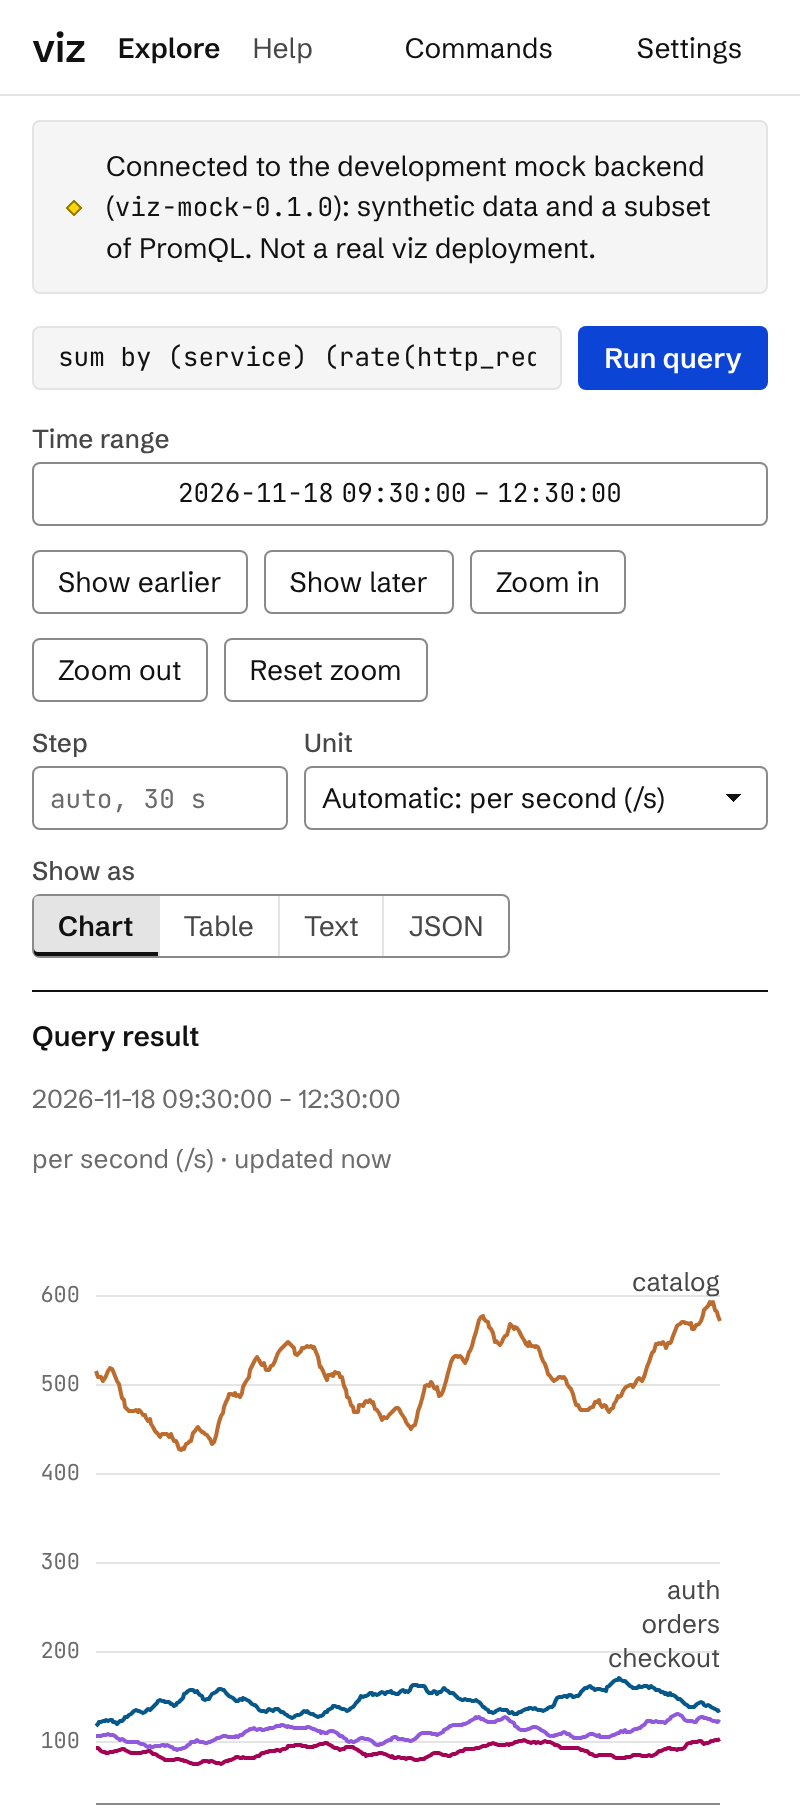 viz Explore Help Commands Settings
Connected to the development mock backend
(viz-mock-0.1.0): synthetic data and a subset
of PromQL. Not a real viz deployment.
sum by (service) (rate(http_rec
Run query
Time range
2026-11-18 09:30:00 – 12:30:00
Show earlier Show later Zoom in
Zoom out Reset zoom
Step Unit
auto, 30 s Automatic: per second (/s)
Show as
Chart Table Text JSON
Query result
2026-11-18 09:30:00 – 12:30:00
per second (/s) · updated now
catalog
600
500
400
300
auth
orders
200
checkout
100